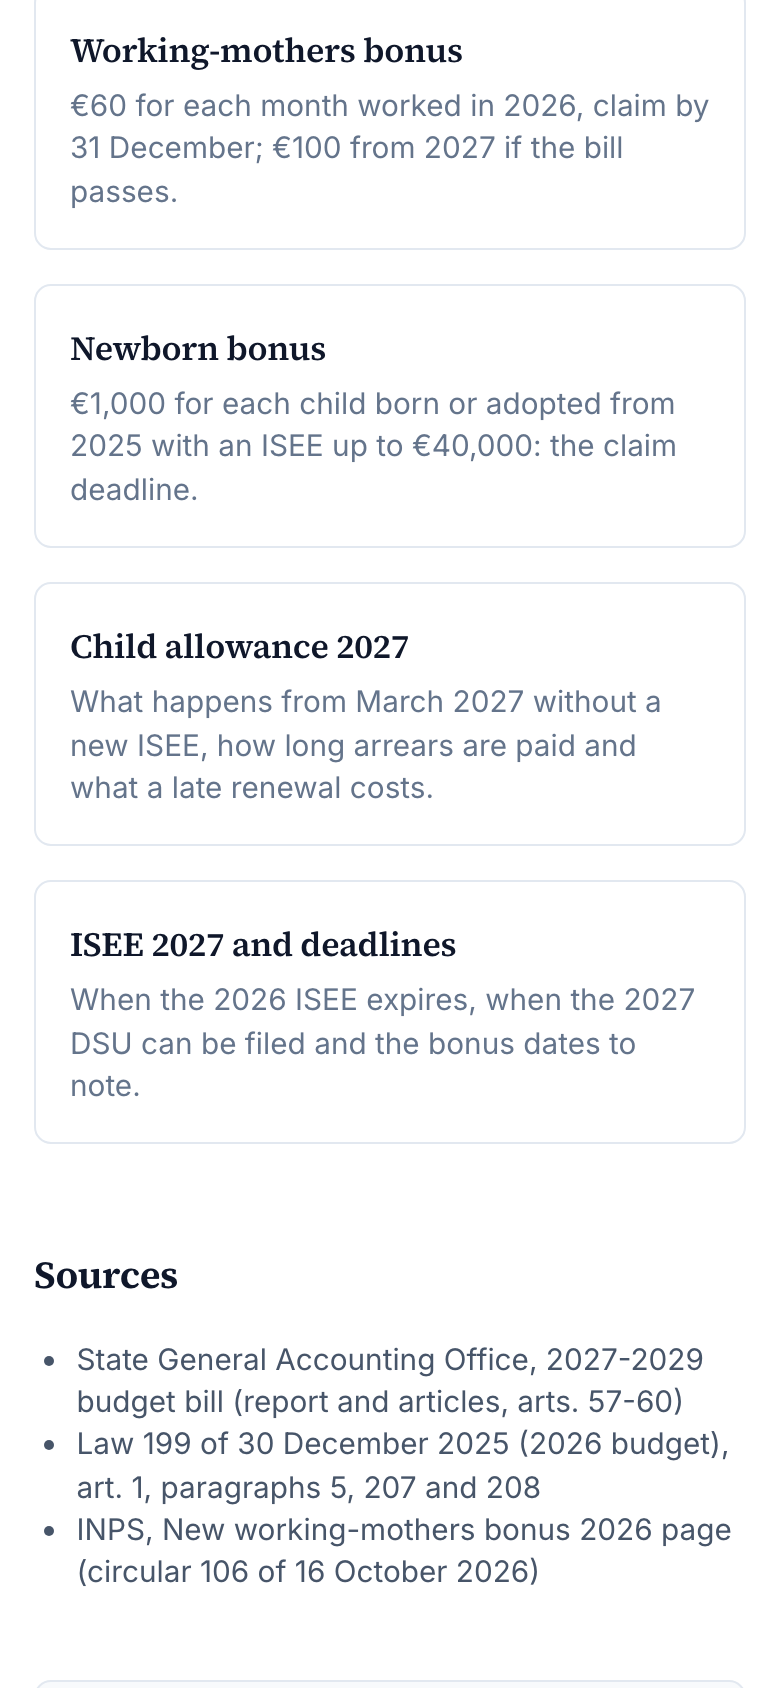 Working-mothers bonus
€60 for each month worked in 2026, claim by
31 December; €100 from 2027 if the bill
passes.
Newborn bonus
€1,000 for each child born or adopted from
2025 with an ISEE up to €40,000: the claim
deadline.
Child allowance 2027
What happens from March 2027 without a
new ISEE, how long arrears are paid and
what a late renewal costs.
ISEE 2027 and deadlines
When the 2026 ISEE expires, when the 2027
DSU can be filed and the bonus dates to
note.
Sources
• State General Accounting Office, 2027-2029
budget bill (report and articles, arts. 57-60)
• Law 199 of 30 December 2025 (2026 budget),
art. 1, paragraphs 5, 207 and 208
• INPS, New working-mothers bonus 2026 page
(circular 106 of 16 October 2026)